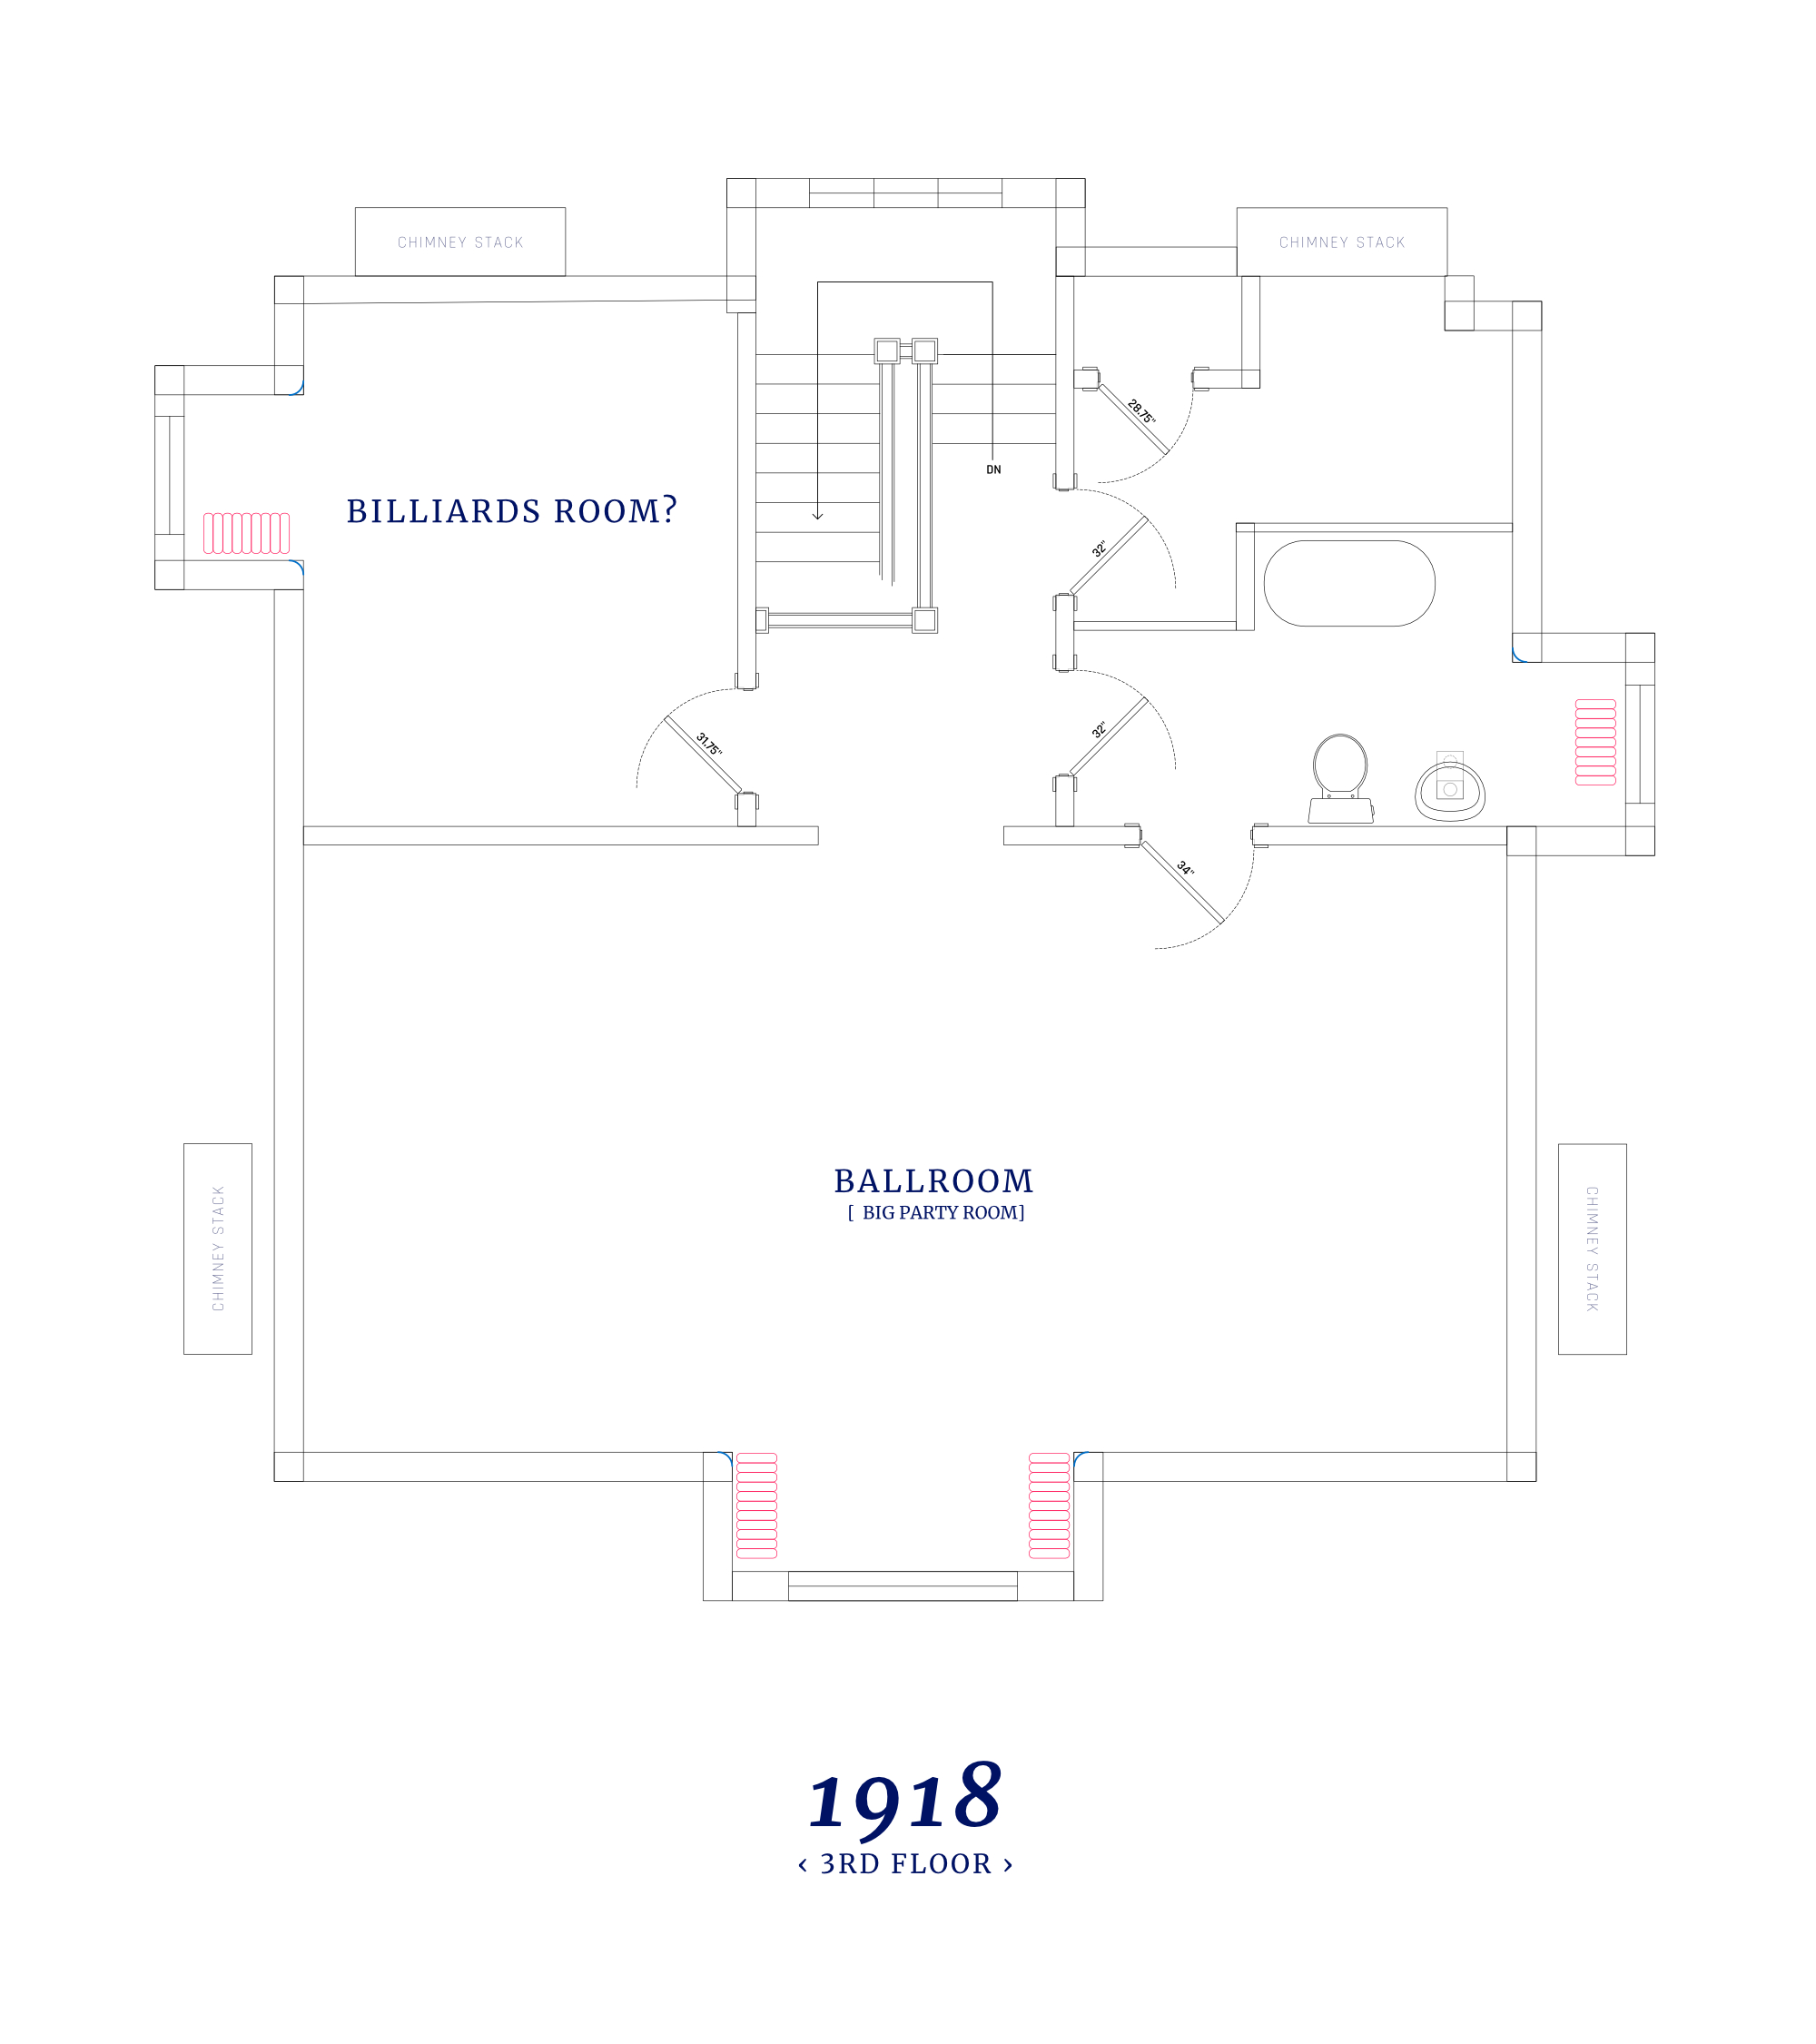 CHIMNEY STACK
CHIMNEY STACK
28.75"
DN
BILLIARDS ROOM?
32"
32"
31.75"
34"
BALLROOM
[ BIG PARTY ROOM]
CHIMNEY STACK
CHIMNEY STACK
1918
‹ 3RD FLOOR ›